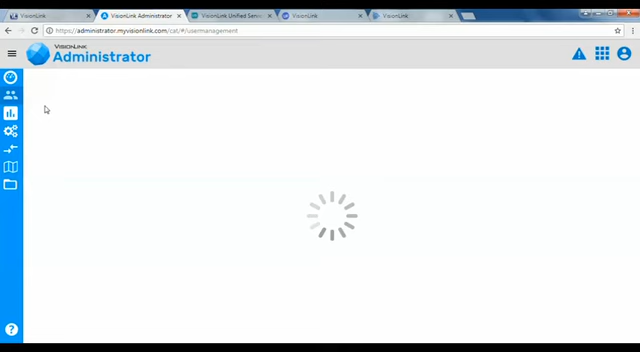 VisionLink
VisionLink Administrator
VisionLink Unified Servic
VisionLink
VisionLink
https://administrator.myvisionlink.com/cat/#/usermanagement
VISIONLINK
Administrator
?